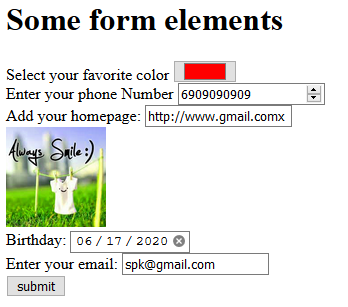 Some form elements
Select your favorite color
Enter your phone Number 6909090909
Add your homepage: http://www.gmail.comx
Always Smile :)
Birthday: 06 / 17 / 2020
Enter your email: spk@gmail.com
submit